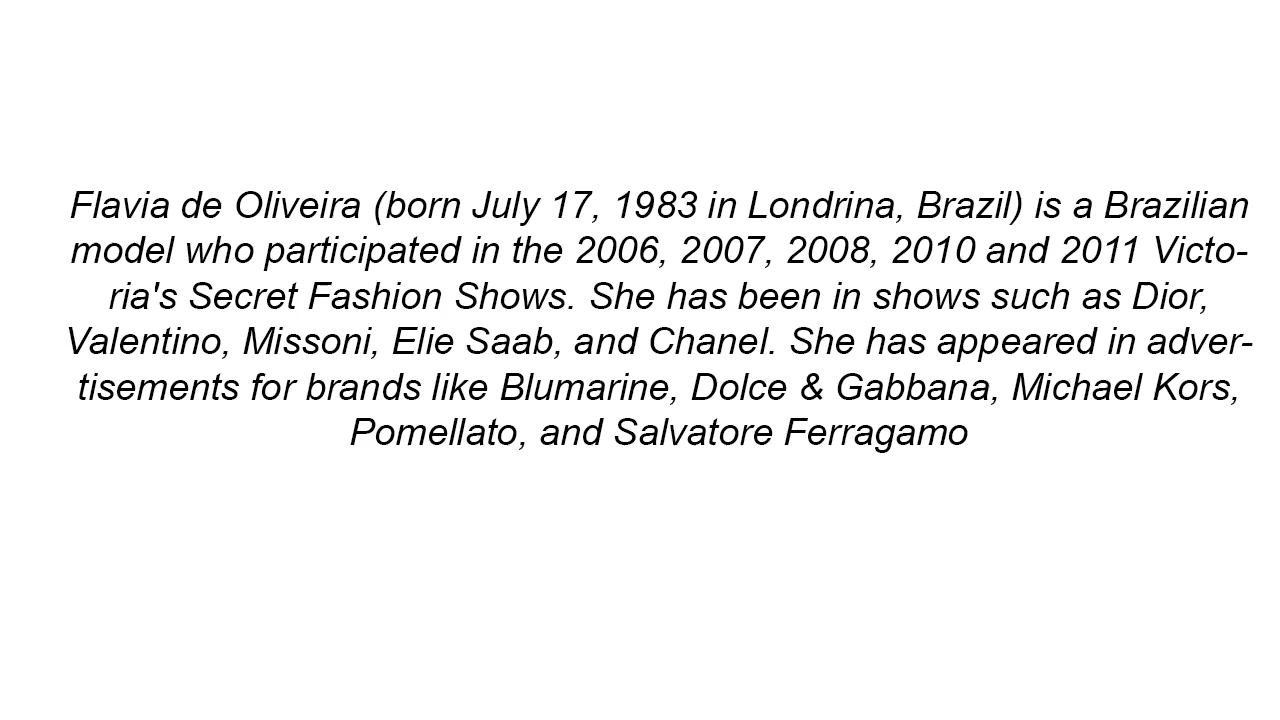 Flavia de Oliveira (born July 17, 1983 in Londrina, Brazil) is a Brazilian
model who participated in the 2006, 2007, 2008, 2010 and 2011 Victo-
ria's Secret Fashion Shows. She has been in shows such as Dior,
Valentino, Missoni, Elie Saab, and Chanel. She has appeared in adver-
tisements for brands like Blumarine, Dolce & Gabbana, Michael Kors,
Pomellato, and Salvatore Ferragamo